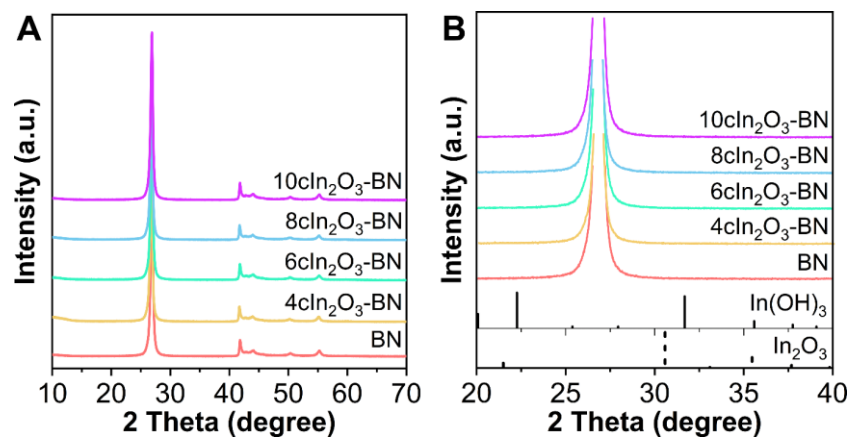 A
Intensity (a.u.)
10cIn₂O₃-BN
8cIn₂O₃-BN
6cIn₂O₃-BN
4cIn₂O₃-BN
BN
10 20 30 40 50 60 70
2 Theta (degree)
B
Intensity (a.u.)
10cIn₂O₃-BN
8cIn₂O₃-BN
6cIn₂O₃-BN
4cIn₂O₃-BN
BN
In(OH)₃
In₂O₃
20 25 30 35 40
2 Theta (degree)